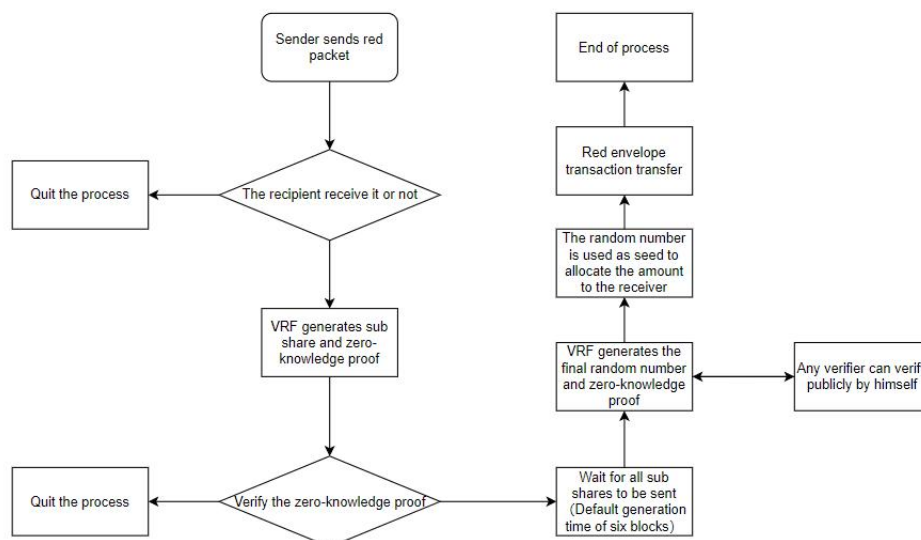 Sender sends red
packet
The recipient receive it or not
Quit the process
VRF generates sub
share and zero-
knowledge proof
Verify the zero-knowledge proof
Quit the process
Wait for all sub
shares to be sent
(Default generation
time of six blocks)
VRF generates the
final random number
and zero-knowledge
proof
Any verifier can verif
publicly by himself
The random number
is used as seed to
allocate the amount
to the receiver
Red envelope
transaction transfer
End of process